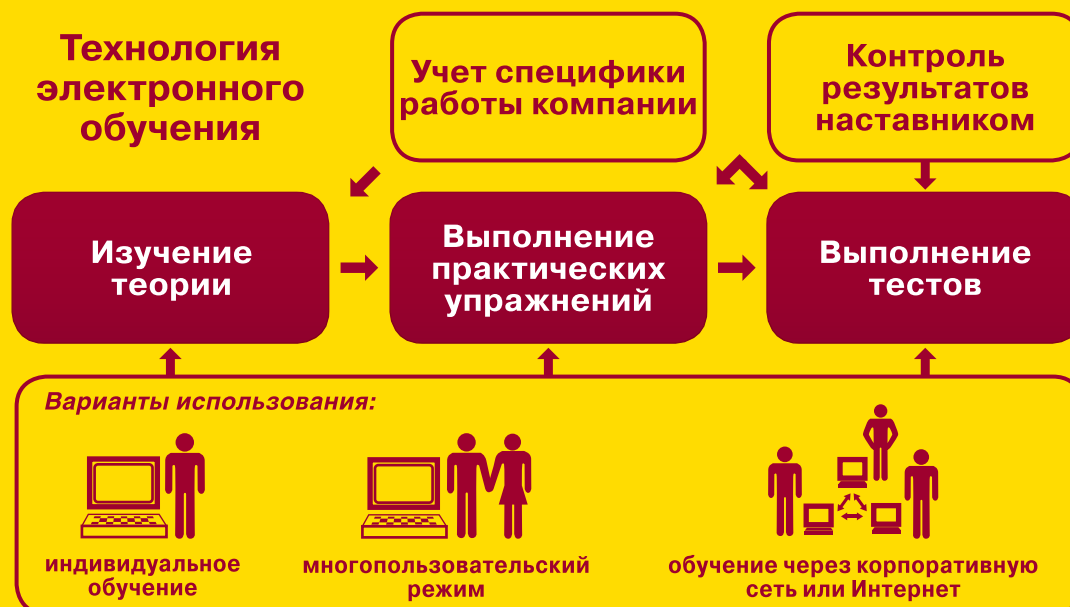 Технология
электронного
обучения
Учет специфики
работы компании
Контроль
результатов
наставником
Изучение
теории
Выполнение
практических
упражнений
Выполнение
тестов
Варианты использования:
индивидуальное
обучение
многопользовательский
режим
обучение через корпоративную
сеть или Интернет